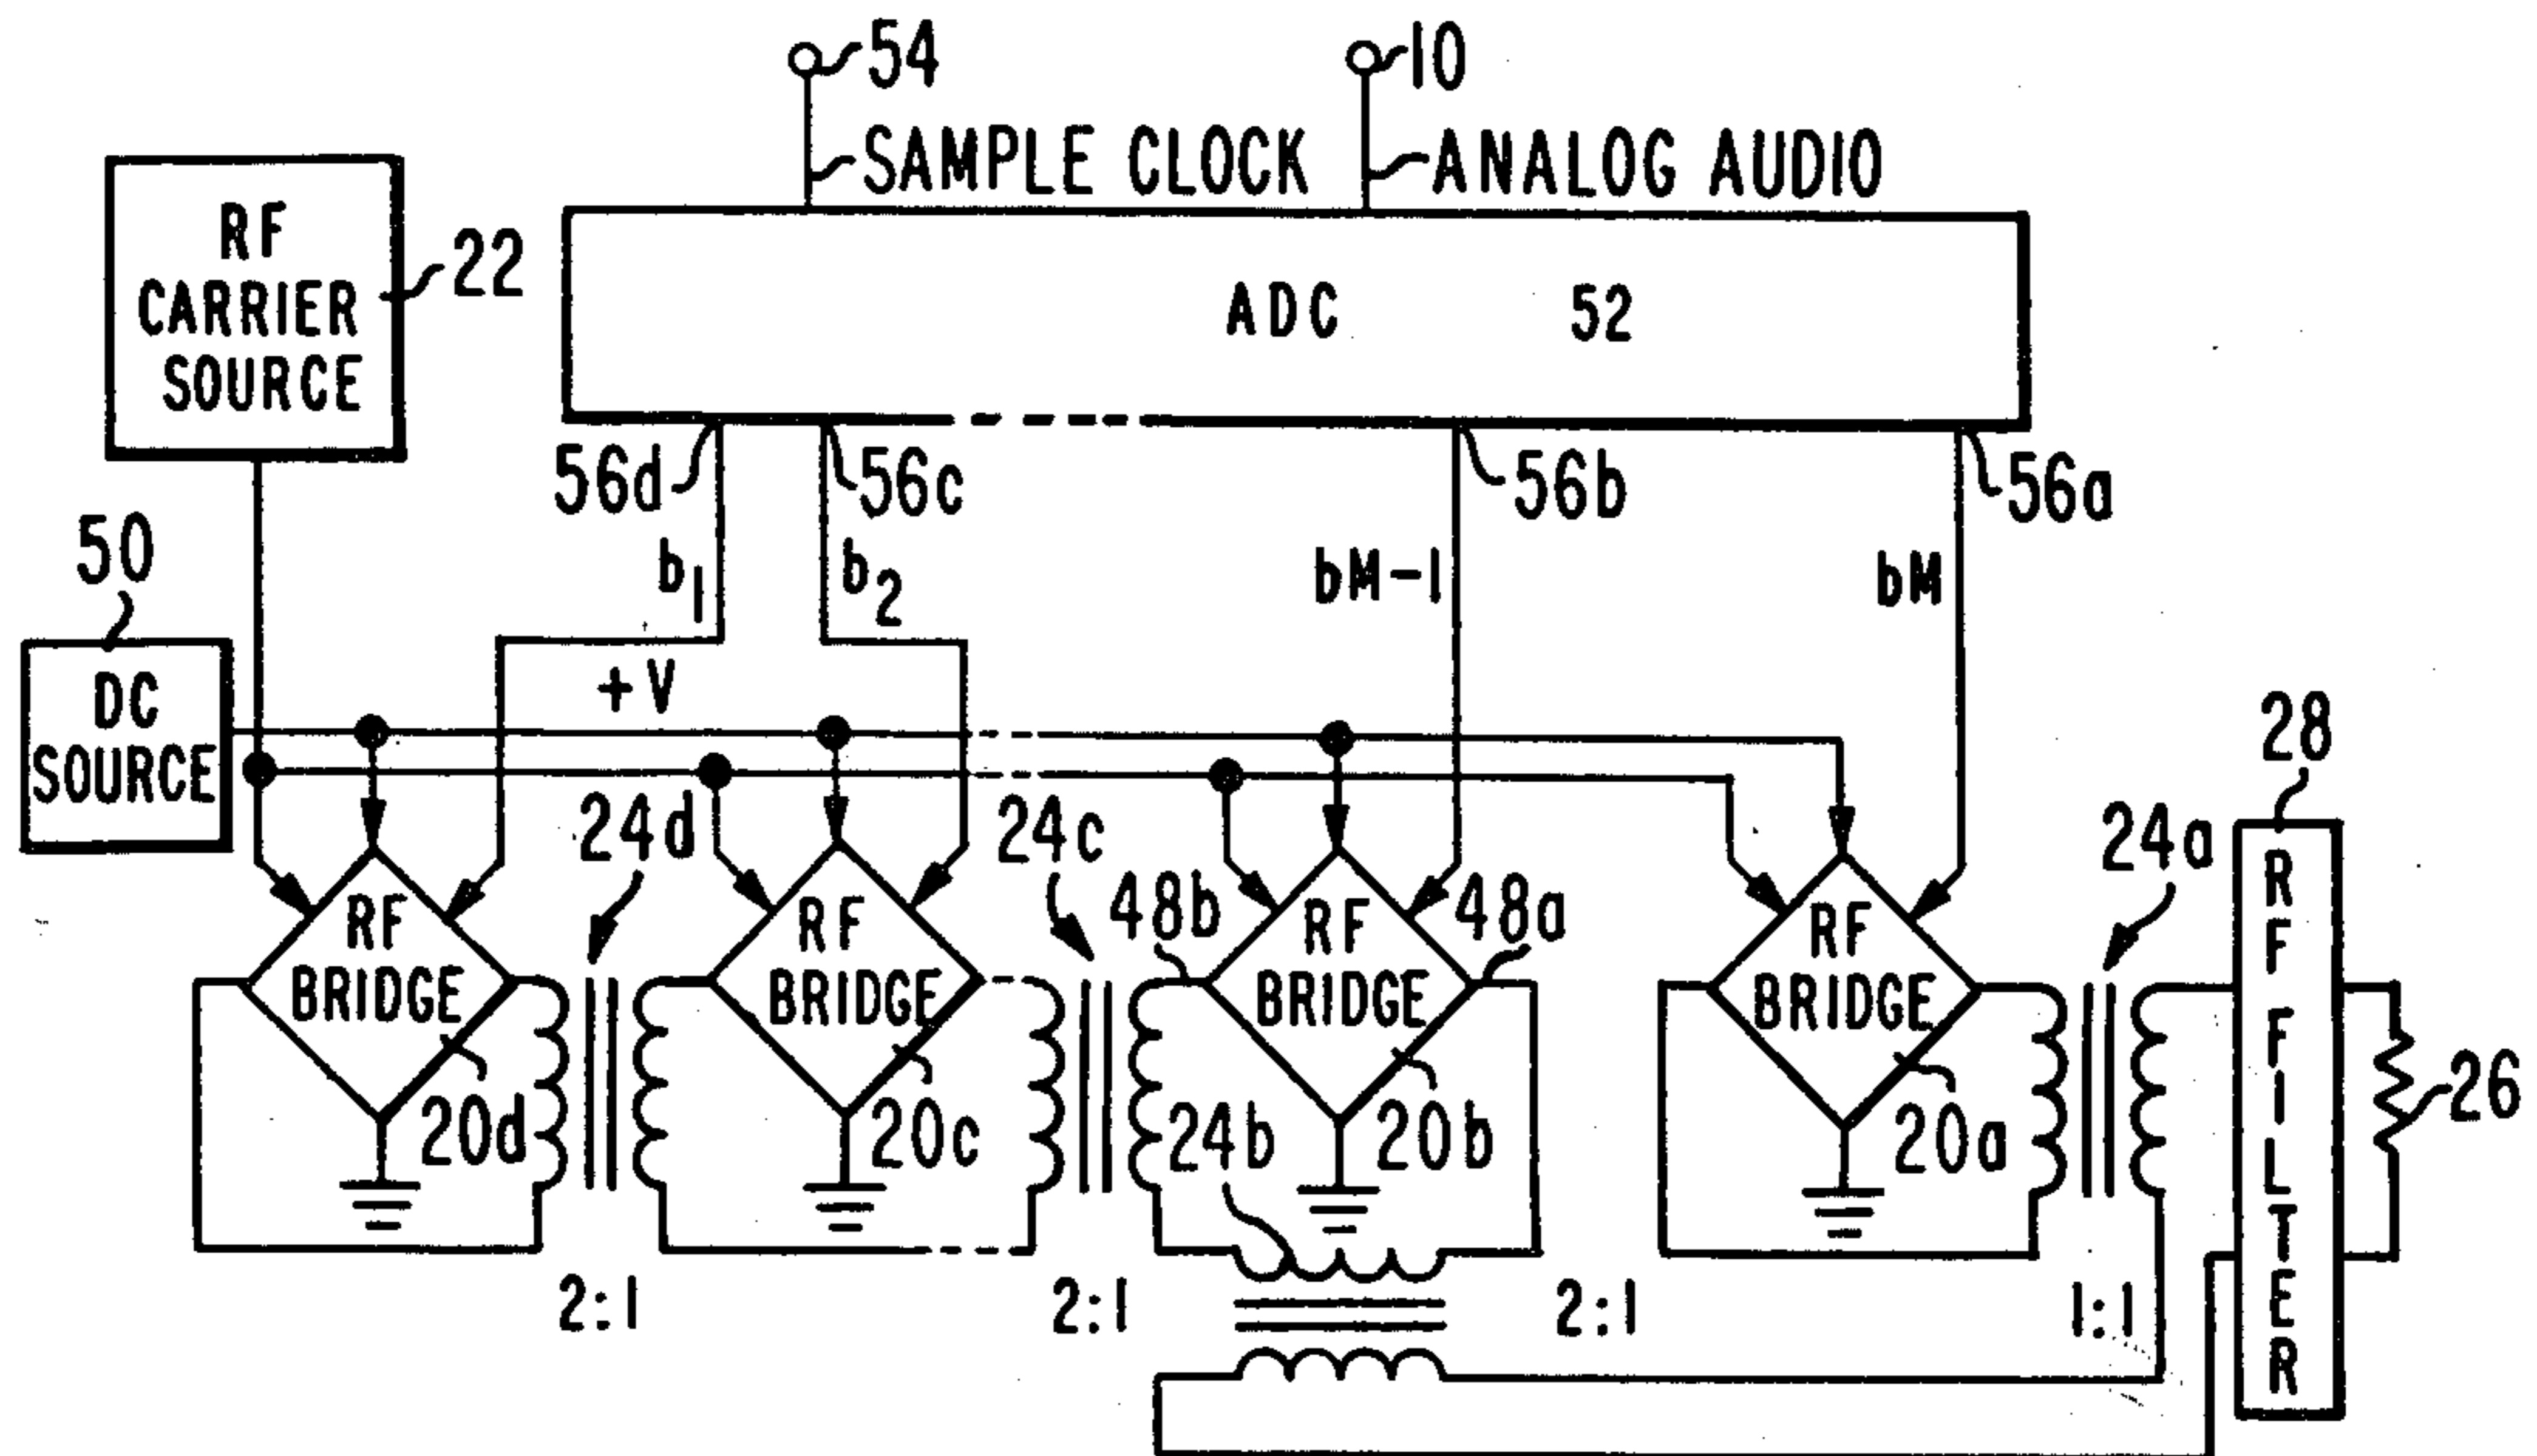 54
10
SAMPLE CLOCK
ANALOG AUDIO
RF
CARRIER
SOURCE
22
ADC
52
56d
56c
56b
56a
50
b1
b2
bM-1
bM
DC
SOURCE
+V
28
24d
24c
48b
48a
24a
RF
BRIDGE
RF
BRIDGE
RF
BRIDGE
RF
BRIDGE
RF FILTER
20d
20c
24b
20b
20a
26
2:1
2:1
2:1
1:1